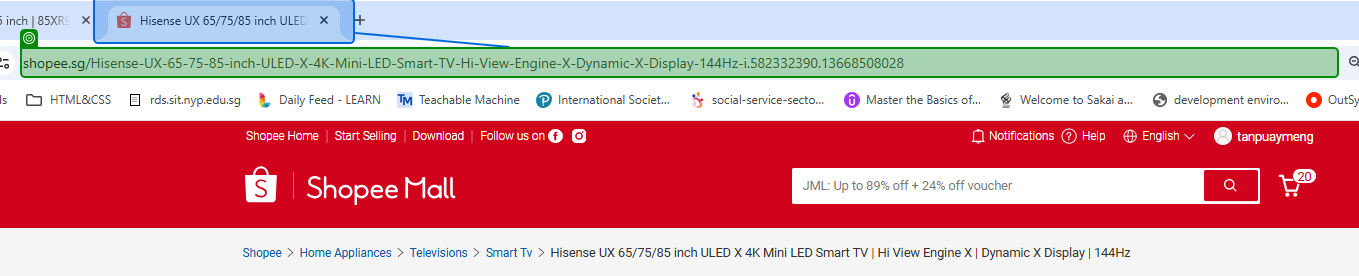 5 inch | 85XRS
Hisense UX 65/75/85 inch ULED
shopee.sg/Hisense-UX-65-75-85-inch-ULED-X-4K-Mini-LED-Smart-TV-Hi-View-Engine-X-Dynamic-X-Display-144Hz-i.582332390.13668508028
ls HTML&CSS rds.sit.nyp.edu.sg Daily Feed - LEARN Teachable Machine International Societ... social-service-secto... Master the Basics of... Welcome to Sakai a... development enviro... OutSy
Shopee Home Start Selling Download Follow us on Notifications Help English tanpuaymeng
Shopee Mall
JML: Up to 89% off + 24% off voucher
20
Shopee > Home Appliances > Televisions > Smart Tv > Hisense UX 65/75/85 inch ULED X 4K Mini LED Smart TV | Hi View Engine X | Dynamic X Display | 144Hz